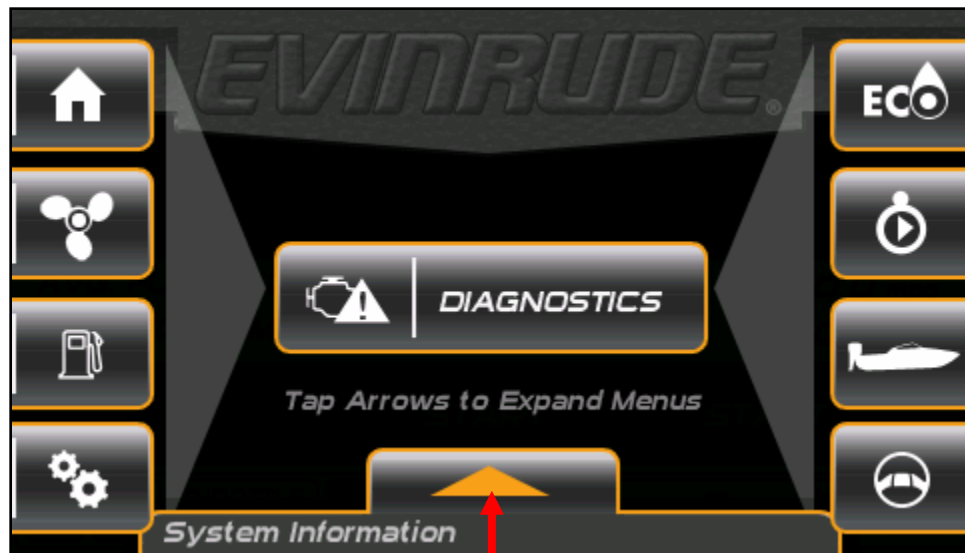 EVINRUDE®
ECO
DIAGNOSTICS
Tap Arrows to Expand Menus
System Information